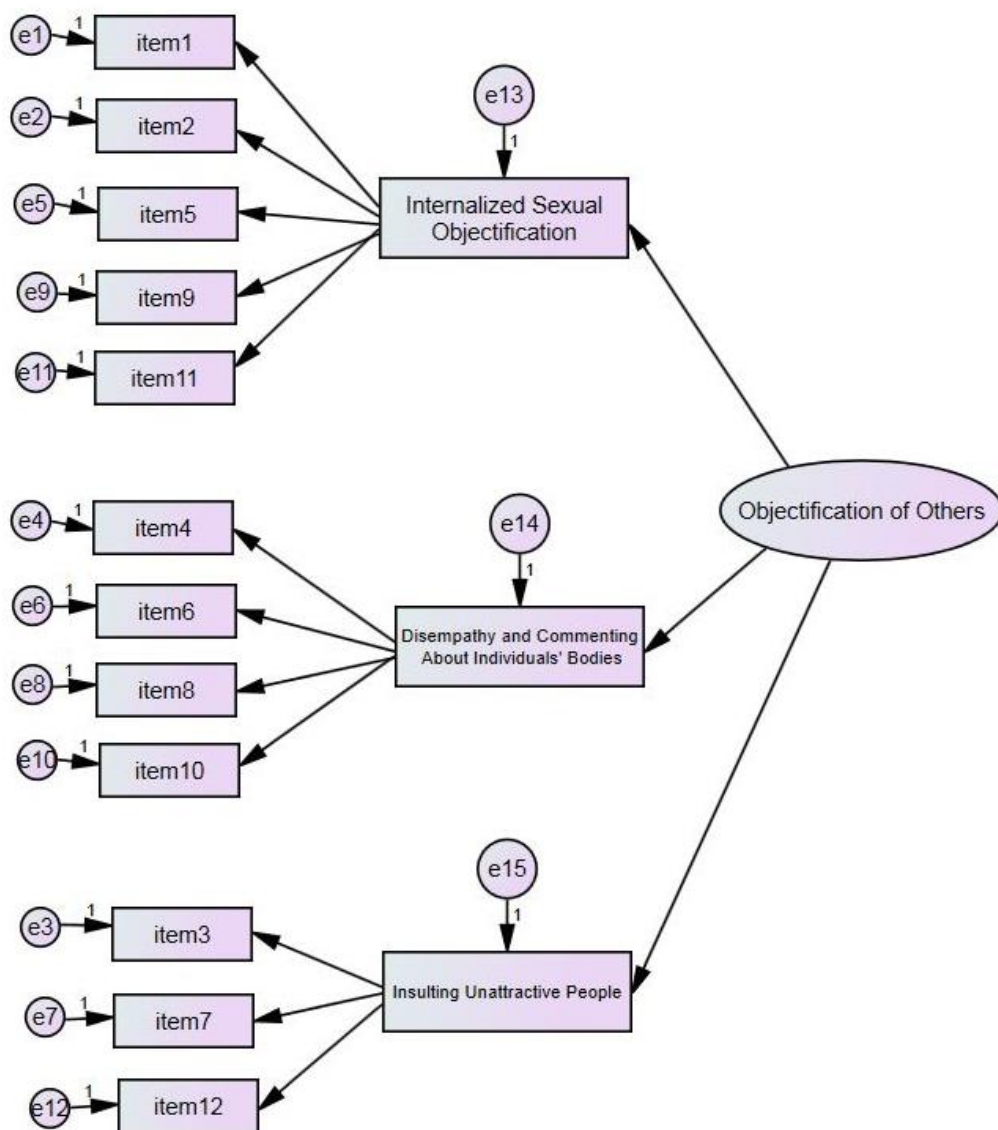 e1
1
item1
e2
1
item2
e5
1
item5
e9
1
item9
e11
1
item11
e13
1
Internalized Sexual
Objectification
Objectification of Others
e4
1
item4
e6
1
item6
e8
1
item8
e10
1
item10
e14
1
Disempathy and Commenting
About Individuals' Bodies
e3
1
item3
e7
1
item7
e12
1
item12
e15
1
Insulting Unattractive People